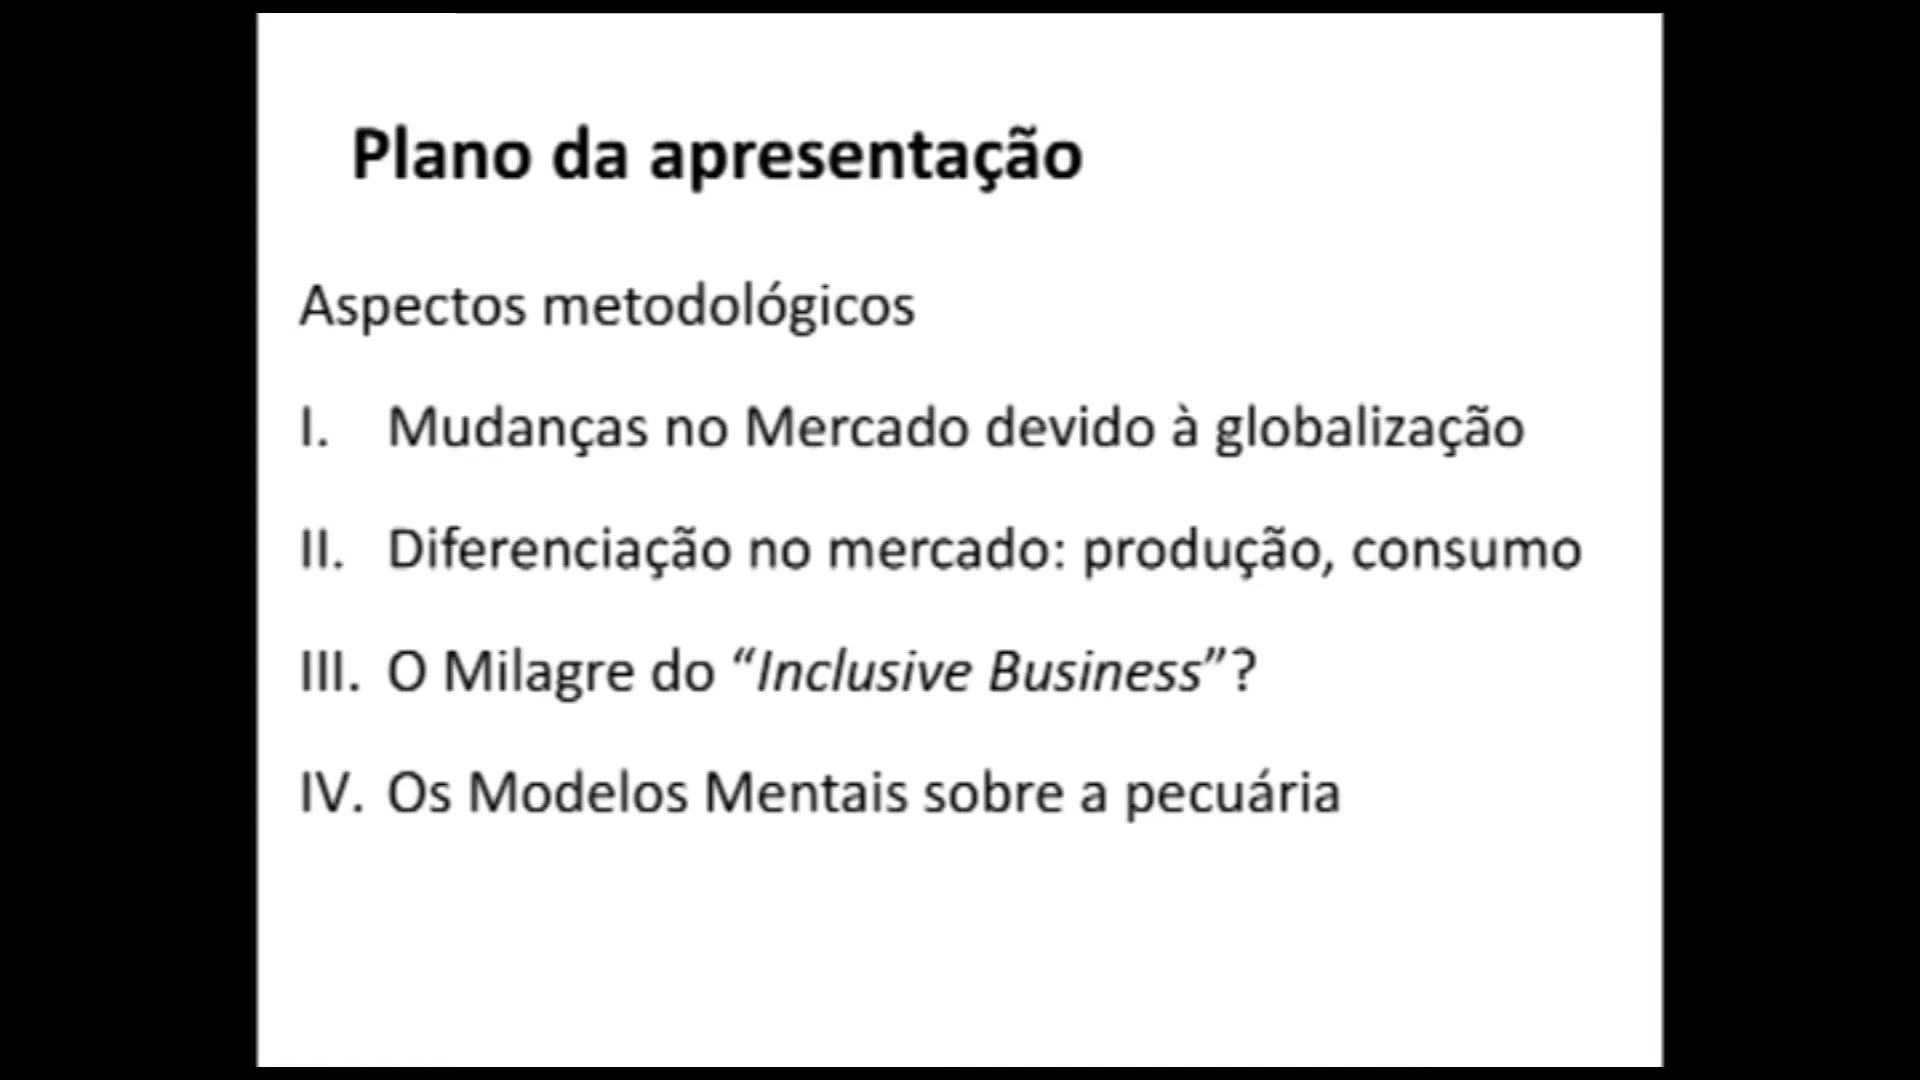 Plano da apresentação
Aspectos metodológicos
I. Mudanças no Mercado devido à globalização
II. Diferenciação no mercado: produção, consumo
III. O Milagre do “Inclusive Business”?
IV. Os Modelos Mentais sobre a pecuária